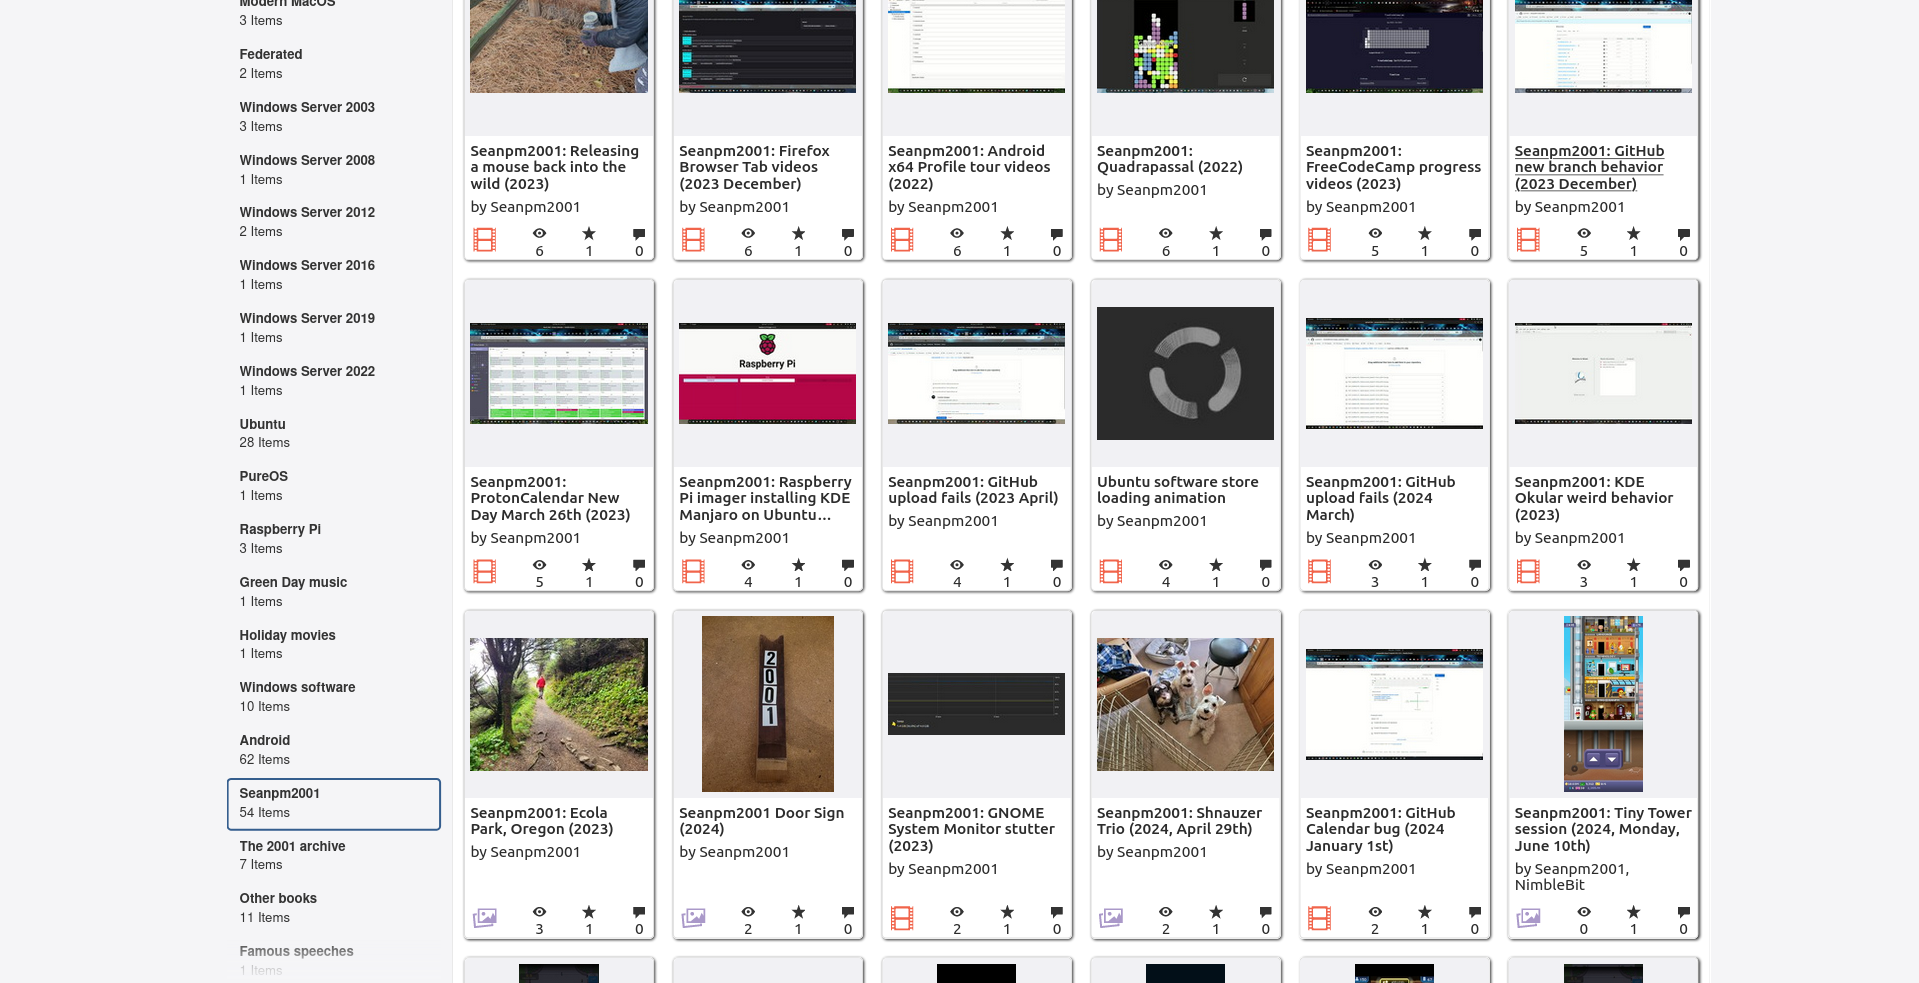 Modern MacOS
3 Items
Federated
2 Items
Windows Server 2003
3 Items
Windows Server 2008
1 Items
Windows Server 2012
2 Items
Windows Server 2016
1 Items
Windows Server 2019
1 Items
Windows Server 2022
1 Items
Ubuntu
28 Items
PureOS
1 Items
Raspberry Pi
3 Items
Green Day music
1 Items
Holiday movies
1 Items
Windows software
10 Items
Android
62 Items
Seanpm2001
54 Items
The 2001 archive
7 Items
Other books
11 Items
Famous speeches
1 Items
Seanpm2001: Releasing
a mouse back into the
wild (2023)
by Seanpm2001
6 1 0
Seanpm2001: Firefox
Browser Tab videos
(2023 December)
by Seanpm2001
6 1 0
Seanpm2001: Android
x64 Profile tour videos
(2022)
by Seanpm2001
6 1 0
Seanpm2001:
Quadrapassal (2022)
by Seanpm2001
6 1 0
Seanpm2001:
FreeCodeCamp progress
videos (2023)
by Seanpm2001
5 1 0
Seanpm2001: GitHub
new branch behavior
(2023 December)
by Seanpm2001
5 1 0
Seanpm2001:
ProtonCalendar New
Day March 26th (2023)
by Seanpm2001
5 1 0
Raspberry Pi
Seanpm2001: Raspberry
Pi imager installing KDE
Manjaro on Ubuntu...
by Seanpm2001
4 1 0
Seanpm2001: GitHub
upload fails (2023 April)
by Seanpm2001
4 1 0
Ubuntu software store
loading animation
by Seanpm2001
4 1 0
Seanpm2001: GitHub
upload fails (2024
March)
by Seanpm2001
3 1 0
Seanpm2001: KDE
Okular weird behavior
(2023)
by Seanpm2001
3 1 0
Seanpm2001: Ecola
Park, Oregon (2023)
by Seanpm2001
3 1 0
2001
Seanpm2001 Door Sign
(2024)
by Seanpm2001
2 1 0
Seanpm2001: GNOME
System Monitor stutter
(2023)
by Seanpm2001
2 1 0
Seanpm2001: Shnauzer
Trio (2024, April 29th)
by Seanpm2001
2 1 0
Seanpm2001: GitHub
Calendar bug (2024
January 1st)
by Seanpm2001
2 1 0
Seanpm2001: Tiny Tower
session (2024, Monday,
June 10th)
by Seanpm2001,
NimbleBit
0 1 0